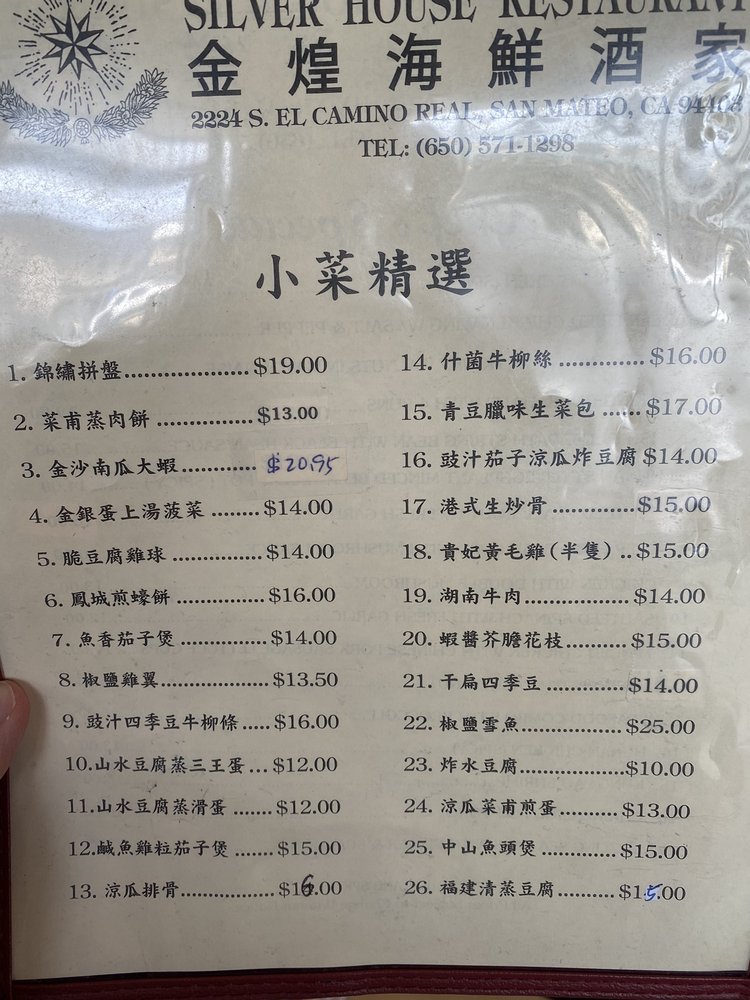 SILVER HOUSE RESTAURANT
金煌海鮮酒家
2224 S. EL CAMINO REAL, SAN MATEO, CA 94403
TEL: (650) 571-1298
小菜精選
1. 錦繡拼盤 $19.00
2. 菜甫蒸肉餅 $13.00
3. 金沙南瓜大蝦 $20.95
4. 金銀蛋上湯菠菜 $14.00
5. 脆豆腐雞球 $14.00
6. 鳳城煎蠔餅 $16.00
7. 魚香茄子煲 $14.00
8. 椒鹽雞翼 $13.50
9. 豉汁四季豆牛柳條 $16.00
10.山水豆腐蒸三王蛋 $12.00
11.山水豆腐蒸滑蛋 $12.00
12.鹹魚雞粒茄子煲 $15.00
13. 涼瓜排骨 $16.00
14. 什菌牛柳絲 $16.00
15. 青豆臘味生菜包 $17.00
16. 豉汁茄子涼瓜炸豆腐 $14.00
17. 港式生炒骨 $15.00
18. 貴妃黃毛雞(半隻) $15.00
19. 湖南牛肉 $14.00
20. 蝦醬芥膽花枝 $15.00
21. 干扁四季豆 $14.00
22. 椒鹽雪魚 $25.00
23. 炸水豆腐 $10.00
24. 涼瓜菜甫煎蛋 $13.00
25. 中山魚頭煲 $15.00
26. 福建清蒸豆腐 $15.00